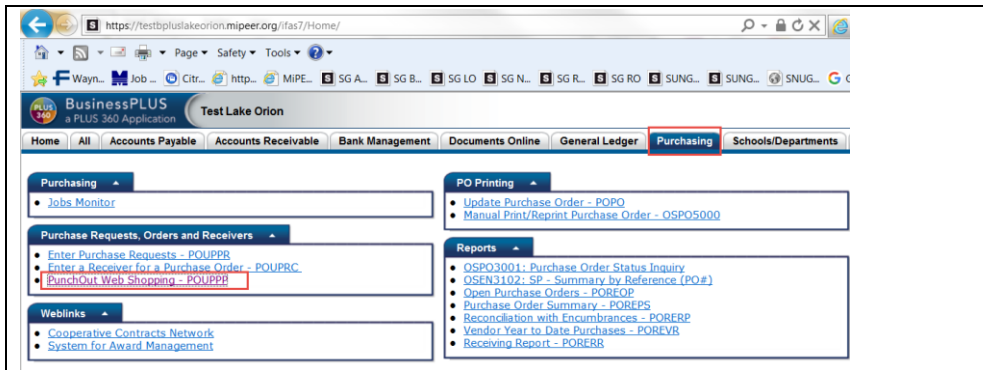 https://testbpluslakeorion.mipeer.org/ifas7/Home/
Page Safety Tools
Wayn... Job ... Citr... http... MiPE... SG A... SG B... SG LO SG N... SG R... SG RO SUNG... SUNG... SNUG...
PLUS 360
BusinessPLUS
a PLUS 360 Application
Test Lake Orion
Home All Accounts Payable Accounts Receivable Bank Management Documents Online General Ledger Purchasing Schools/Departments
Purchasing
Jobs Monitor
Purchase Requests, Orders and Receivers
Enter Purchase Requests - POUPPR
Enter a Receiver for a Purchase Order - POUPRC
PunchOut Web Shopping - POUPPP
Weblinks
Cooperative Contracts Network
System for Award Management
PO Printing
Update Purchase Order - POPO
Manual Print/Reprint Purchase Order - OSPO5000
Reports
OSPO3001: Purchase Order Status Inquiry
OSEN3102: SP - Summary by Reference (PO#)
Open Purchase Orders - POREOP
Purchase Order Summary - POREPS
Reconciliation with Encumbrances - PORERP
Vendor Year to Date Purchases - POREVR
Receiving Report - PORERR